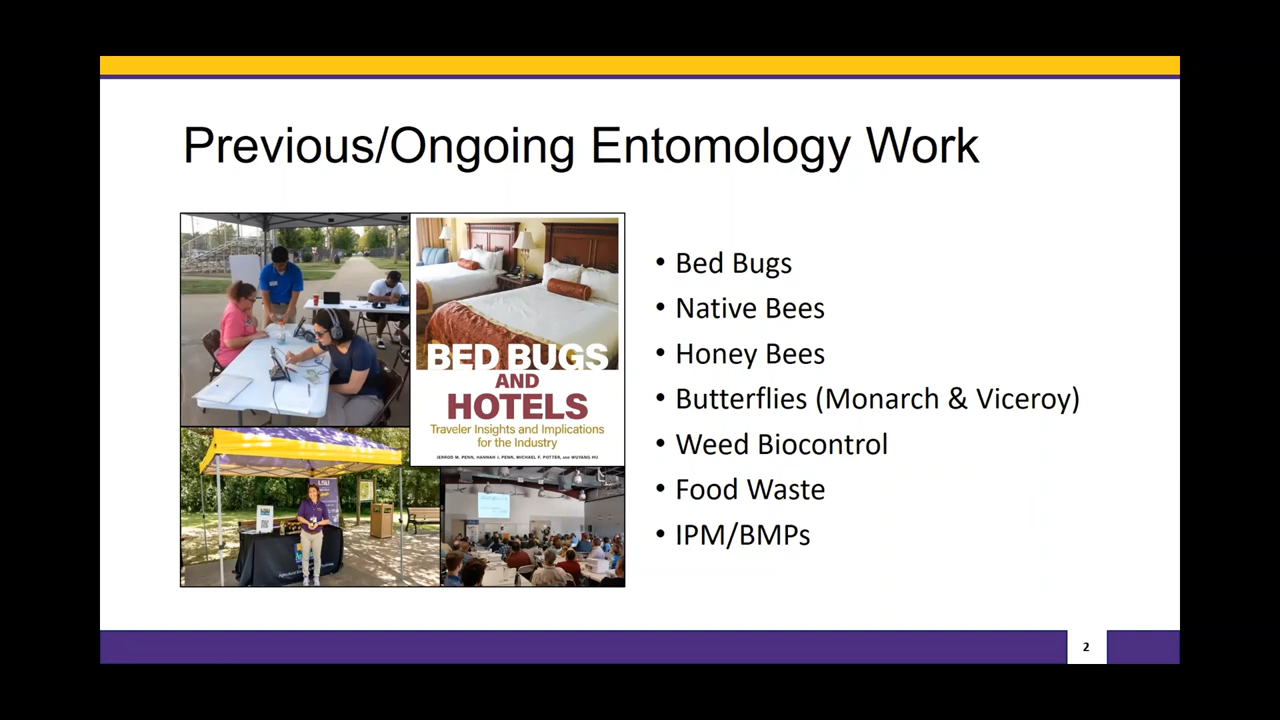 Previous/Ongoing Entomology Work
BED BUGS
AND
HOTELS
Traveler Insights and Implications
for the Industry
JERROD M. PENN, HANNAH J. PENN, MICHAEL F. POTTER, and WUYANG HU
LSU
• Bed Bugs
• Native Bees
• Honey Bees
• Butterflies (Monarch & Viceroy)
• Weed Biocontrol
• Food Waste
• IPM/BMPs
2